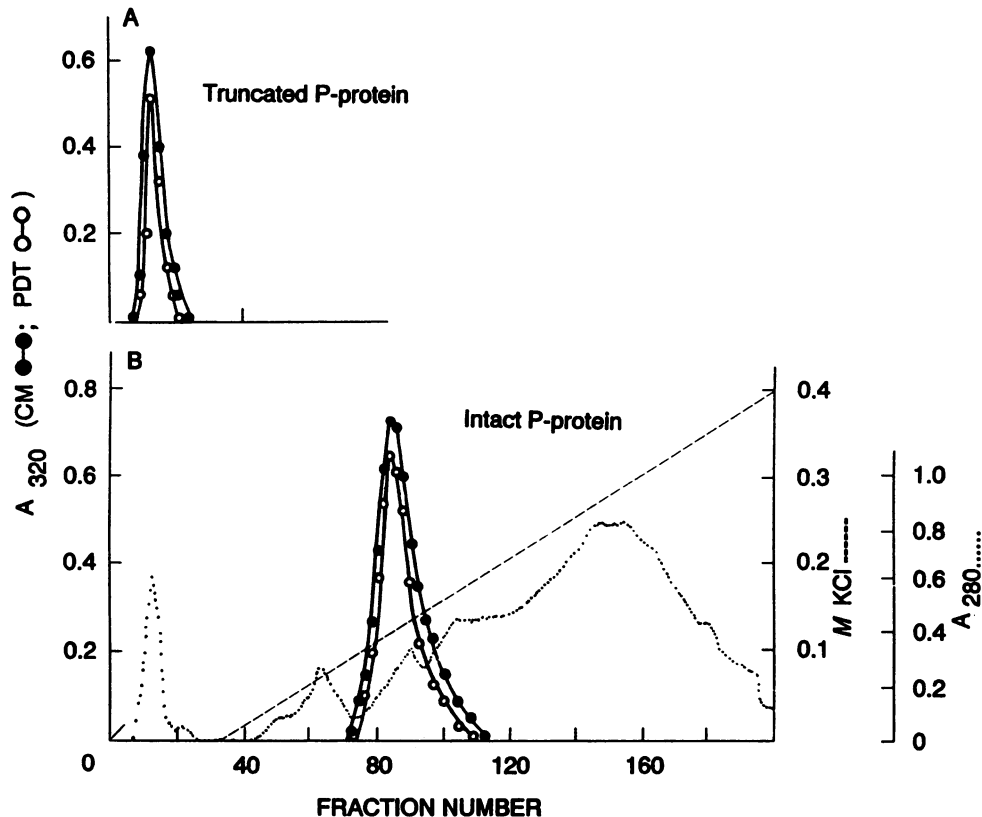 A
0.6
0.4
0.2
Truncated P-protein
A 320 (CM ●-●; PDT O-O)
B
0.8
0.6
0.4
0.2
Intact P-protein
0.4
0.3
0.2
0.1
M KCl ------
1.0
0.8
0.6
0.4
0.2
0
A 280......
0 40 80 120 160
FRACTION NUMBER